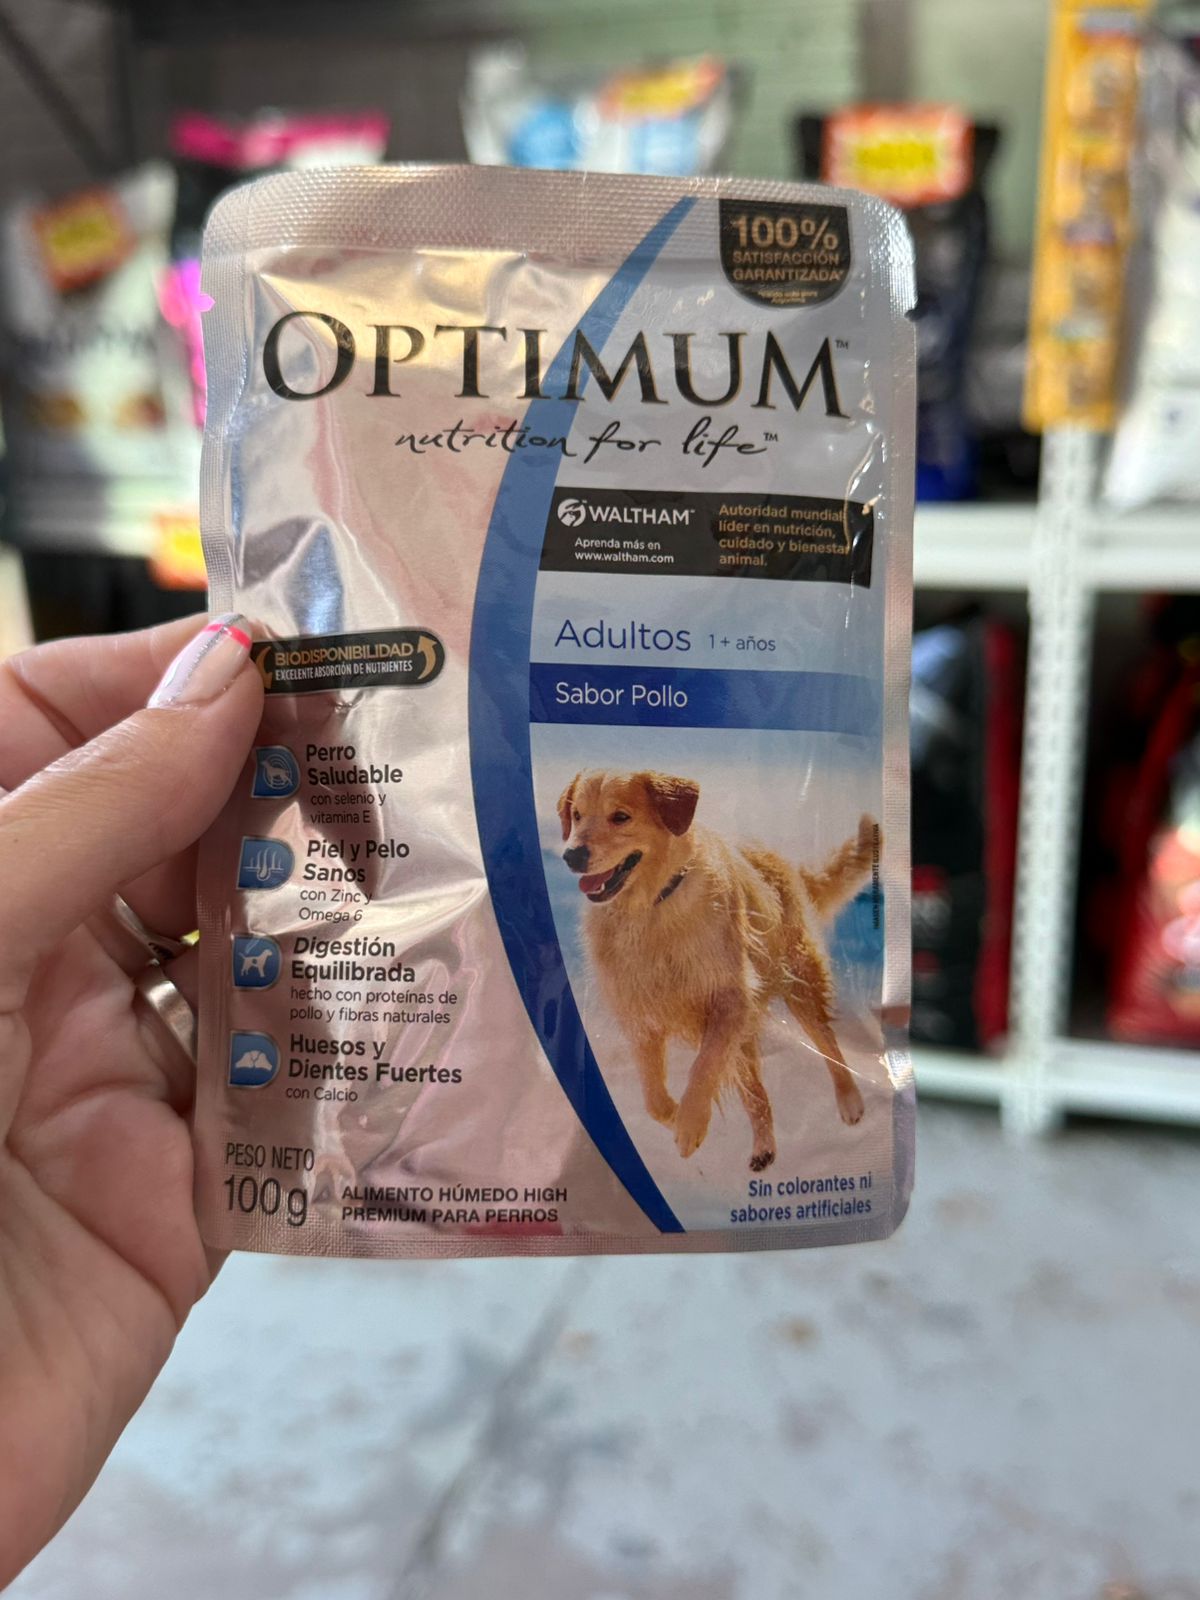 100%
SATISFACCIÓN
GARANTIZADA*
OPTIMUM™
nutrition for life™
WALTHAM™
Aprenda más en
www.waltham.com
Autoridad mundial
líder en nutrición,
cuidado y bienestar
animal.
Adultos 1+ años
Sabor Pollo
BIODISPONIBILIDAD
EXCELENTE ABSORCIÓN DE NUTRIENTES
Perro
Saludable
con selenio y
vitamina E
Piel y Pelo
Sanos
con Zinc y
Omega 6
Digestión
Equilibrada
hecho con proteínas de
pollo y fibras naturales
Huesos y
Dientes Fuertes
con Calcio
PESO NETO
100g
ALIMENTO HÚMEDO HIGH
PREMIUM PARA PERROS
Sin colorantes ni
sabores artificiales